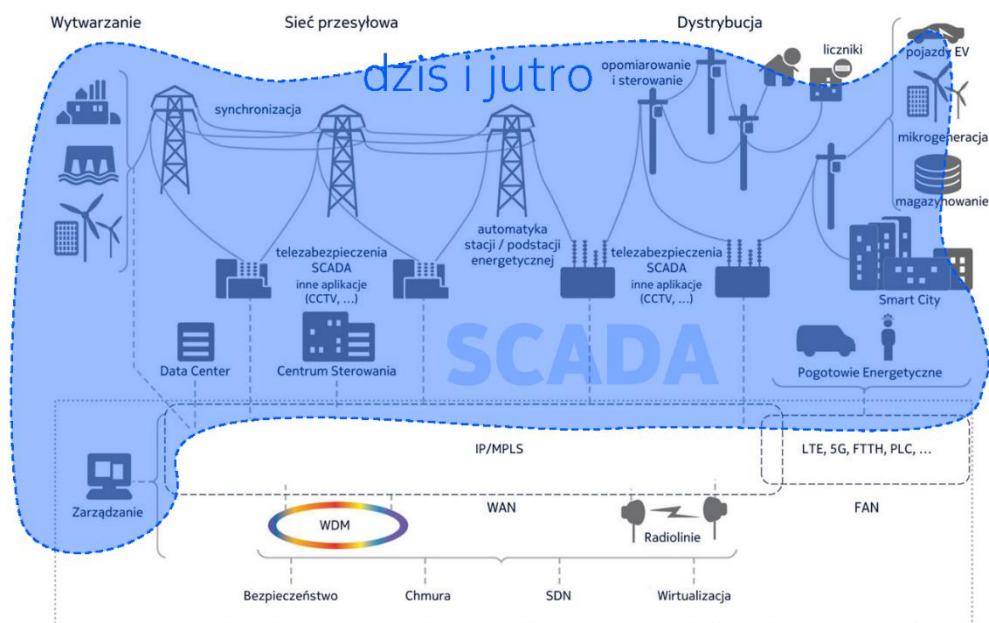 Wytwarzanie
Sieć przesyłowa
Dystrybucja
dziś i jutro
opomiarowanie
i sterowanie
liczniki
pojazdy EV
synchronizacja
mikrogeneracja
magazynowanie
automatyka
stacji / podstacji
energetycznej
telezabezpieczenia
SCADA
inne aplikacje
(CCTV, ...)
telezabezpieczenia
SCADA
inne aplikacje
(CCTV, ...)
Smart City
SCADA
Data Center
Centrum Sterowania
Pogotowie Energetyczne
IP/MPLS
LTE, 5G, FTTH, PLC, ...
Zarządzanie
WAN
FAN
WDM
Radiolinie
Bezpieczeństwo
Chmura
SDN
Wirtualizacja